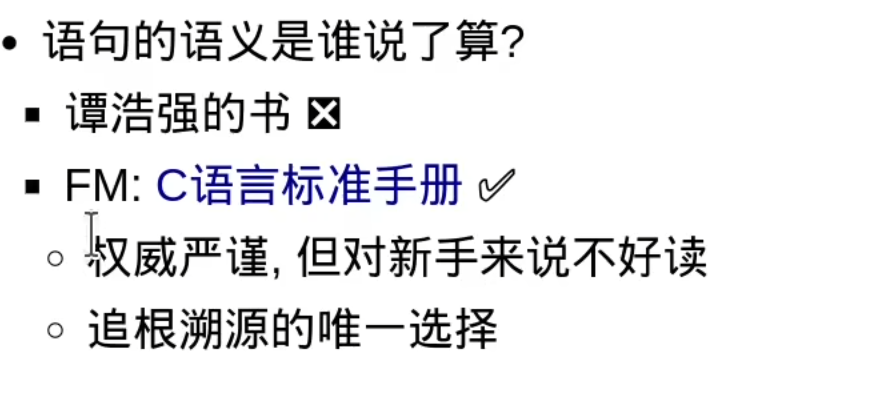 • 语句的语义是谁说了算?
▪ 谭浩强的书 ❎
▪ FM: C语言标准手册 ✅
○ 权威严谨, 但对新手来说不好读
○ 追根溯源的唯一选择